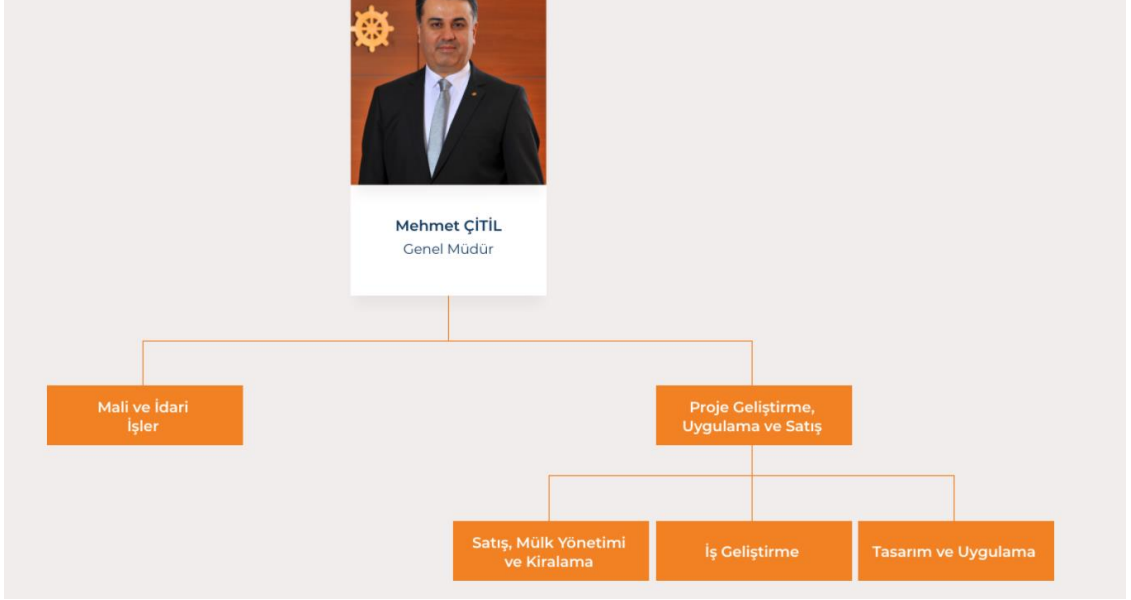 Mehmet ÇİTİL
Genel Müdür
Mali ve İdari
İşler
Proje Geliştirme,
Uygulama ve Satış
Satış, Mülk Yönetimi
ve Kiralama
İş Geliştirme
Tasarım ve Uygulama